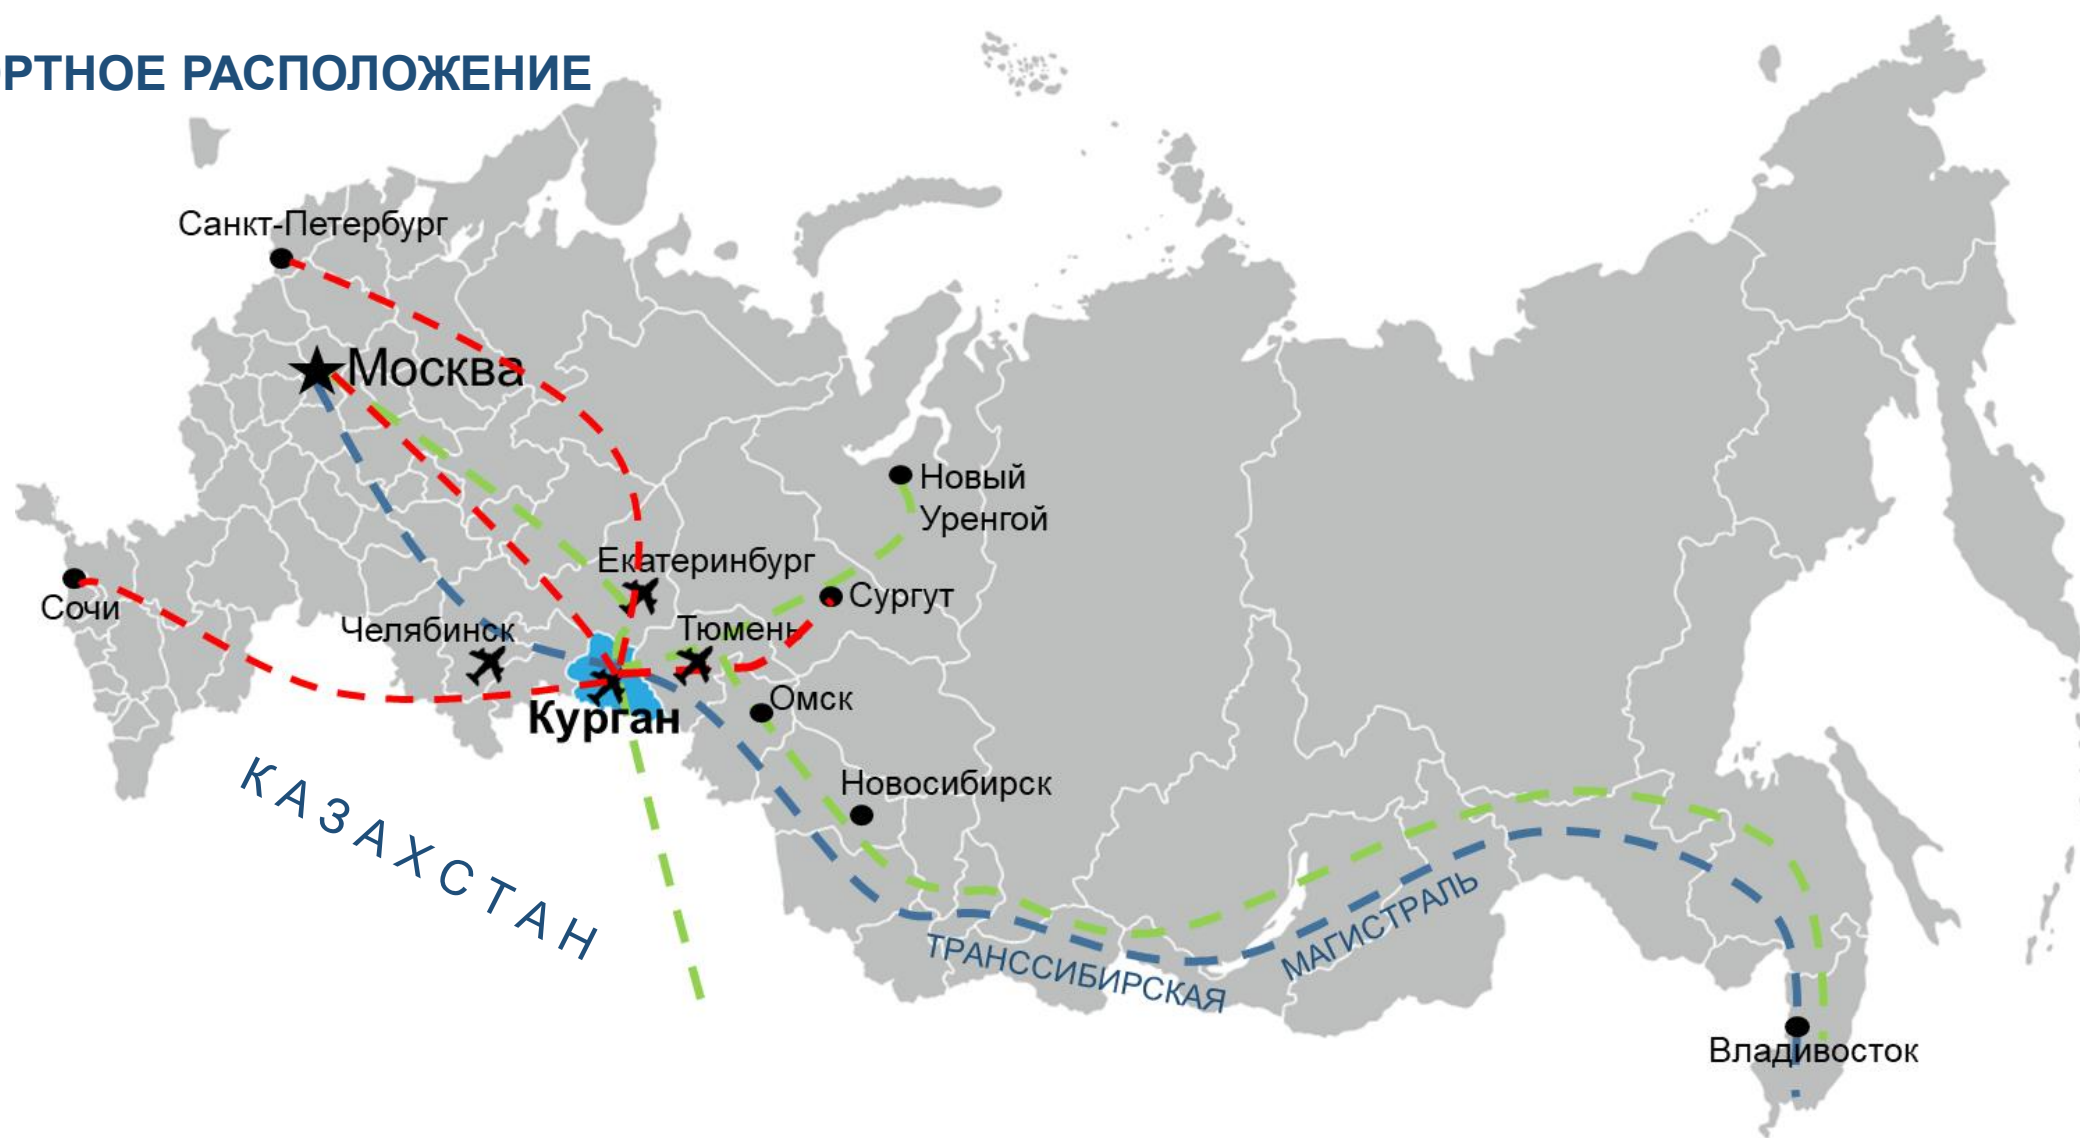 РТНОЕ РАСПОЛОЖЕНИЕ
Санкт-Петербург
Москва
Новый
Уренгой
Екатеринбург
Сургут
Сочи
Челябинск
Тюмень
Омск
Курган
КАЗАХСТАН
Новосибирск
ТРАНССИБИРСКАЯ
МАГИСТРАЛЬ
Владивосток